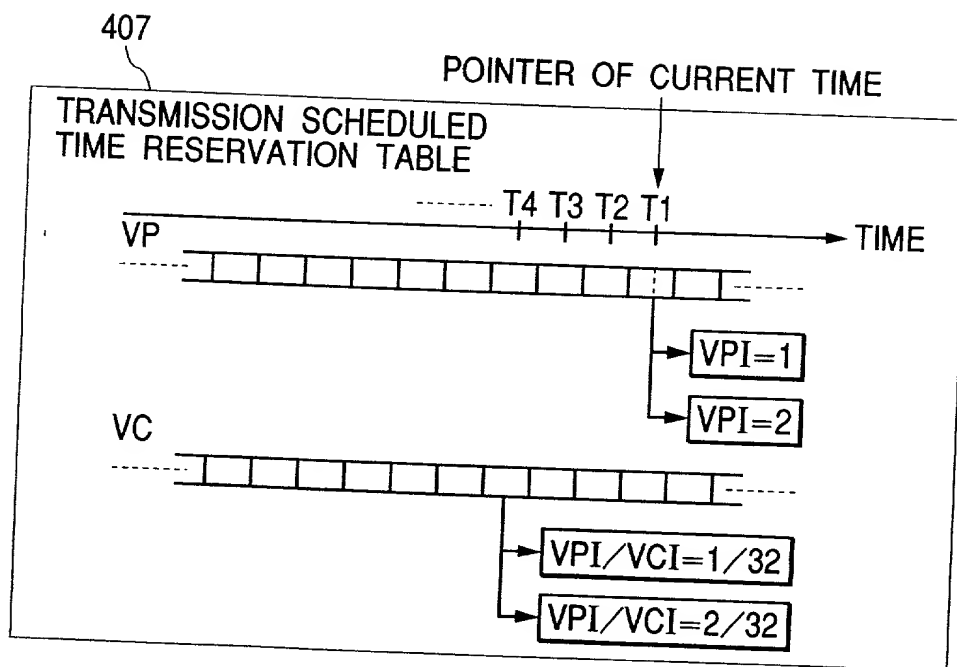 407
POINTER OF CURRENT TIME
TRANSMISSION SCHEDULED
TIME RESERVATION TABLE
-------- T4 T3 T2 T1
TIME
VP
VPI=1
VPI=2
VC
VPI/VCI=1/32
VPI/VCI=2/32